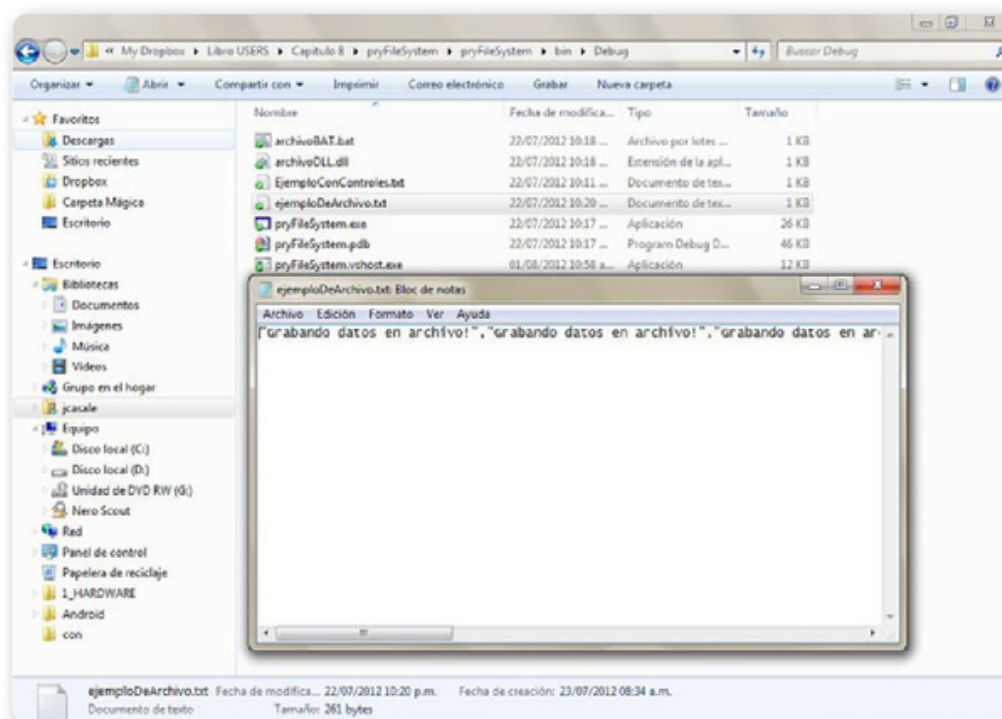 « My Dropbox ▸ Libro USERS ▸ Capitulo 8 ▸ pryFileSystem ▸ pryFileSystem ▸ bin ▸ Debug
Buscar Debug
Organizar Abrir Compartir con Imprimir Correo electrónico Grabar Nueva carpeta
Nombre Fecha de modifica... Tipo Tamaño
archivoBAT.bat 22/07/2012 10:18 ... Archivo por lotes ... 1 KB
archivoDLL.dll 22/07/2012 10:18 ... Extensión de la apl... 1 KB
EjemploConControles.txt 22/07/2012 10:11 ... Documento de tex... 1 KB
ejemploDeArchivo.txt 22/07/2012 10:20 ... Documento de tex... 1 KB
pryFileSystem.exe 22/07/2012 10:17 ... Aplicación 26 KB
pryFileSystem.pdb 22/07/2012 10:17 ... Program Debug D... 46 KB
pryFileSystem.vshost.exe 01/08/2012 10:58 a... Aplicación 12 KB
Favoritos
Descargas
Sitios recientes
Dropbox
Carpeta Mágica
Escritorio
Escritorio
Bibliotecas
Documentos
Imágenes
Música
Vídeos
Grupo en el hogar
jcasale
Equipo
Disco local (C:)
Disco local (D:)
Unidad de DVD RW (G:)
Nero Scout
Red
Panel de control
Papelera de reciclaje
1_HARDWARE
Android
con
ejemploDeArchivo.txt: Bloc de notas
Archivo Edición Formato Ver Ayuda
"Grabando datos en archivo!","Grabando datos en archivo!","Grabando datos en ar
ejemploDeArchivo.txt Fecha de modifica... 22/07/2012 10:20 p.m. Fecha de creación: 23/07/2012 08:34 a.m.
Documento de texto Tamaño: 261 bytes